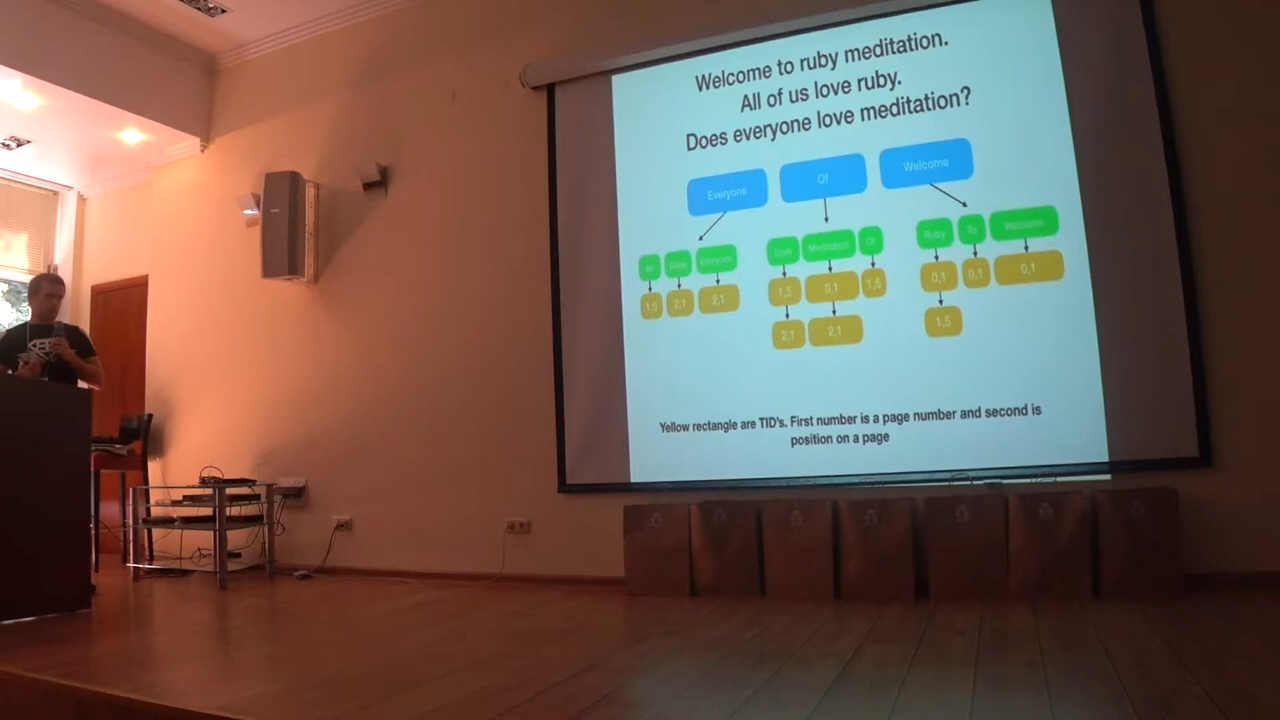 Welcome to ruby meditation.
All of us love ruby.
Does everyone love meditation?
Everyone Of Welcome
All Does Everyone Love Meditation Of Ruby To Welcome
1,5 2,1 2,1 1,5 0,1 1,5 0,1 0,1 0,1
2,1 2,1 1,5
Yellow rectangle are TID's. First number is a page number and second is
position on a page